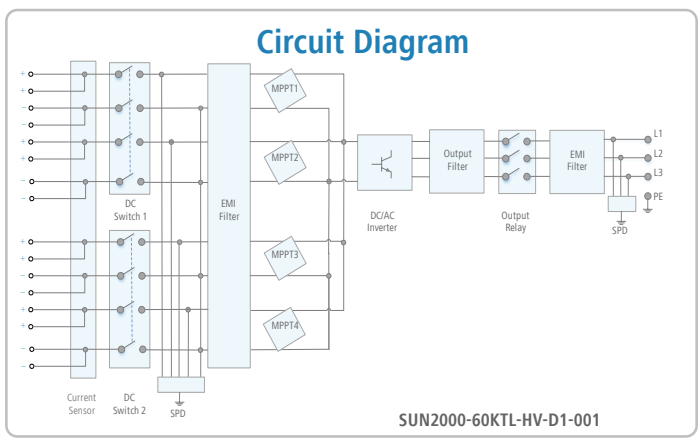 Circuit Diagram
+
+
−
−
+
+
−
−
+
+
−
−
+
+
−
−
Current
Sensor
DC
Switch 1
DC
Switch 2
SPD
EMI
Filter
MPPT1
MPPT2
MPPT3
MPPT4
DC/AC
Inverter
Output
Filter
Output
Relay
EMI
Filter
L1
L2
L3
PE
SPD
SUN2000-60KTL-HV-D1-001